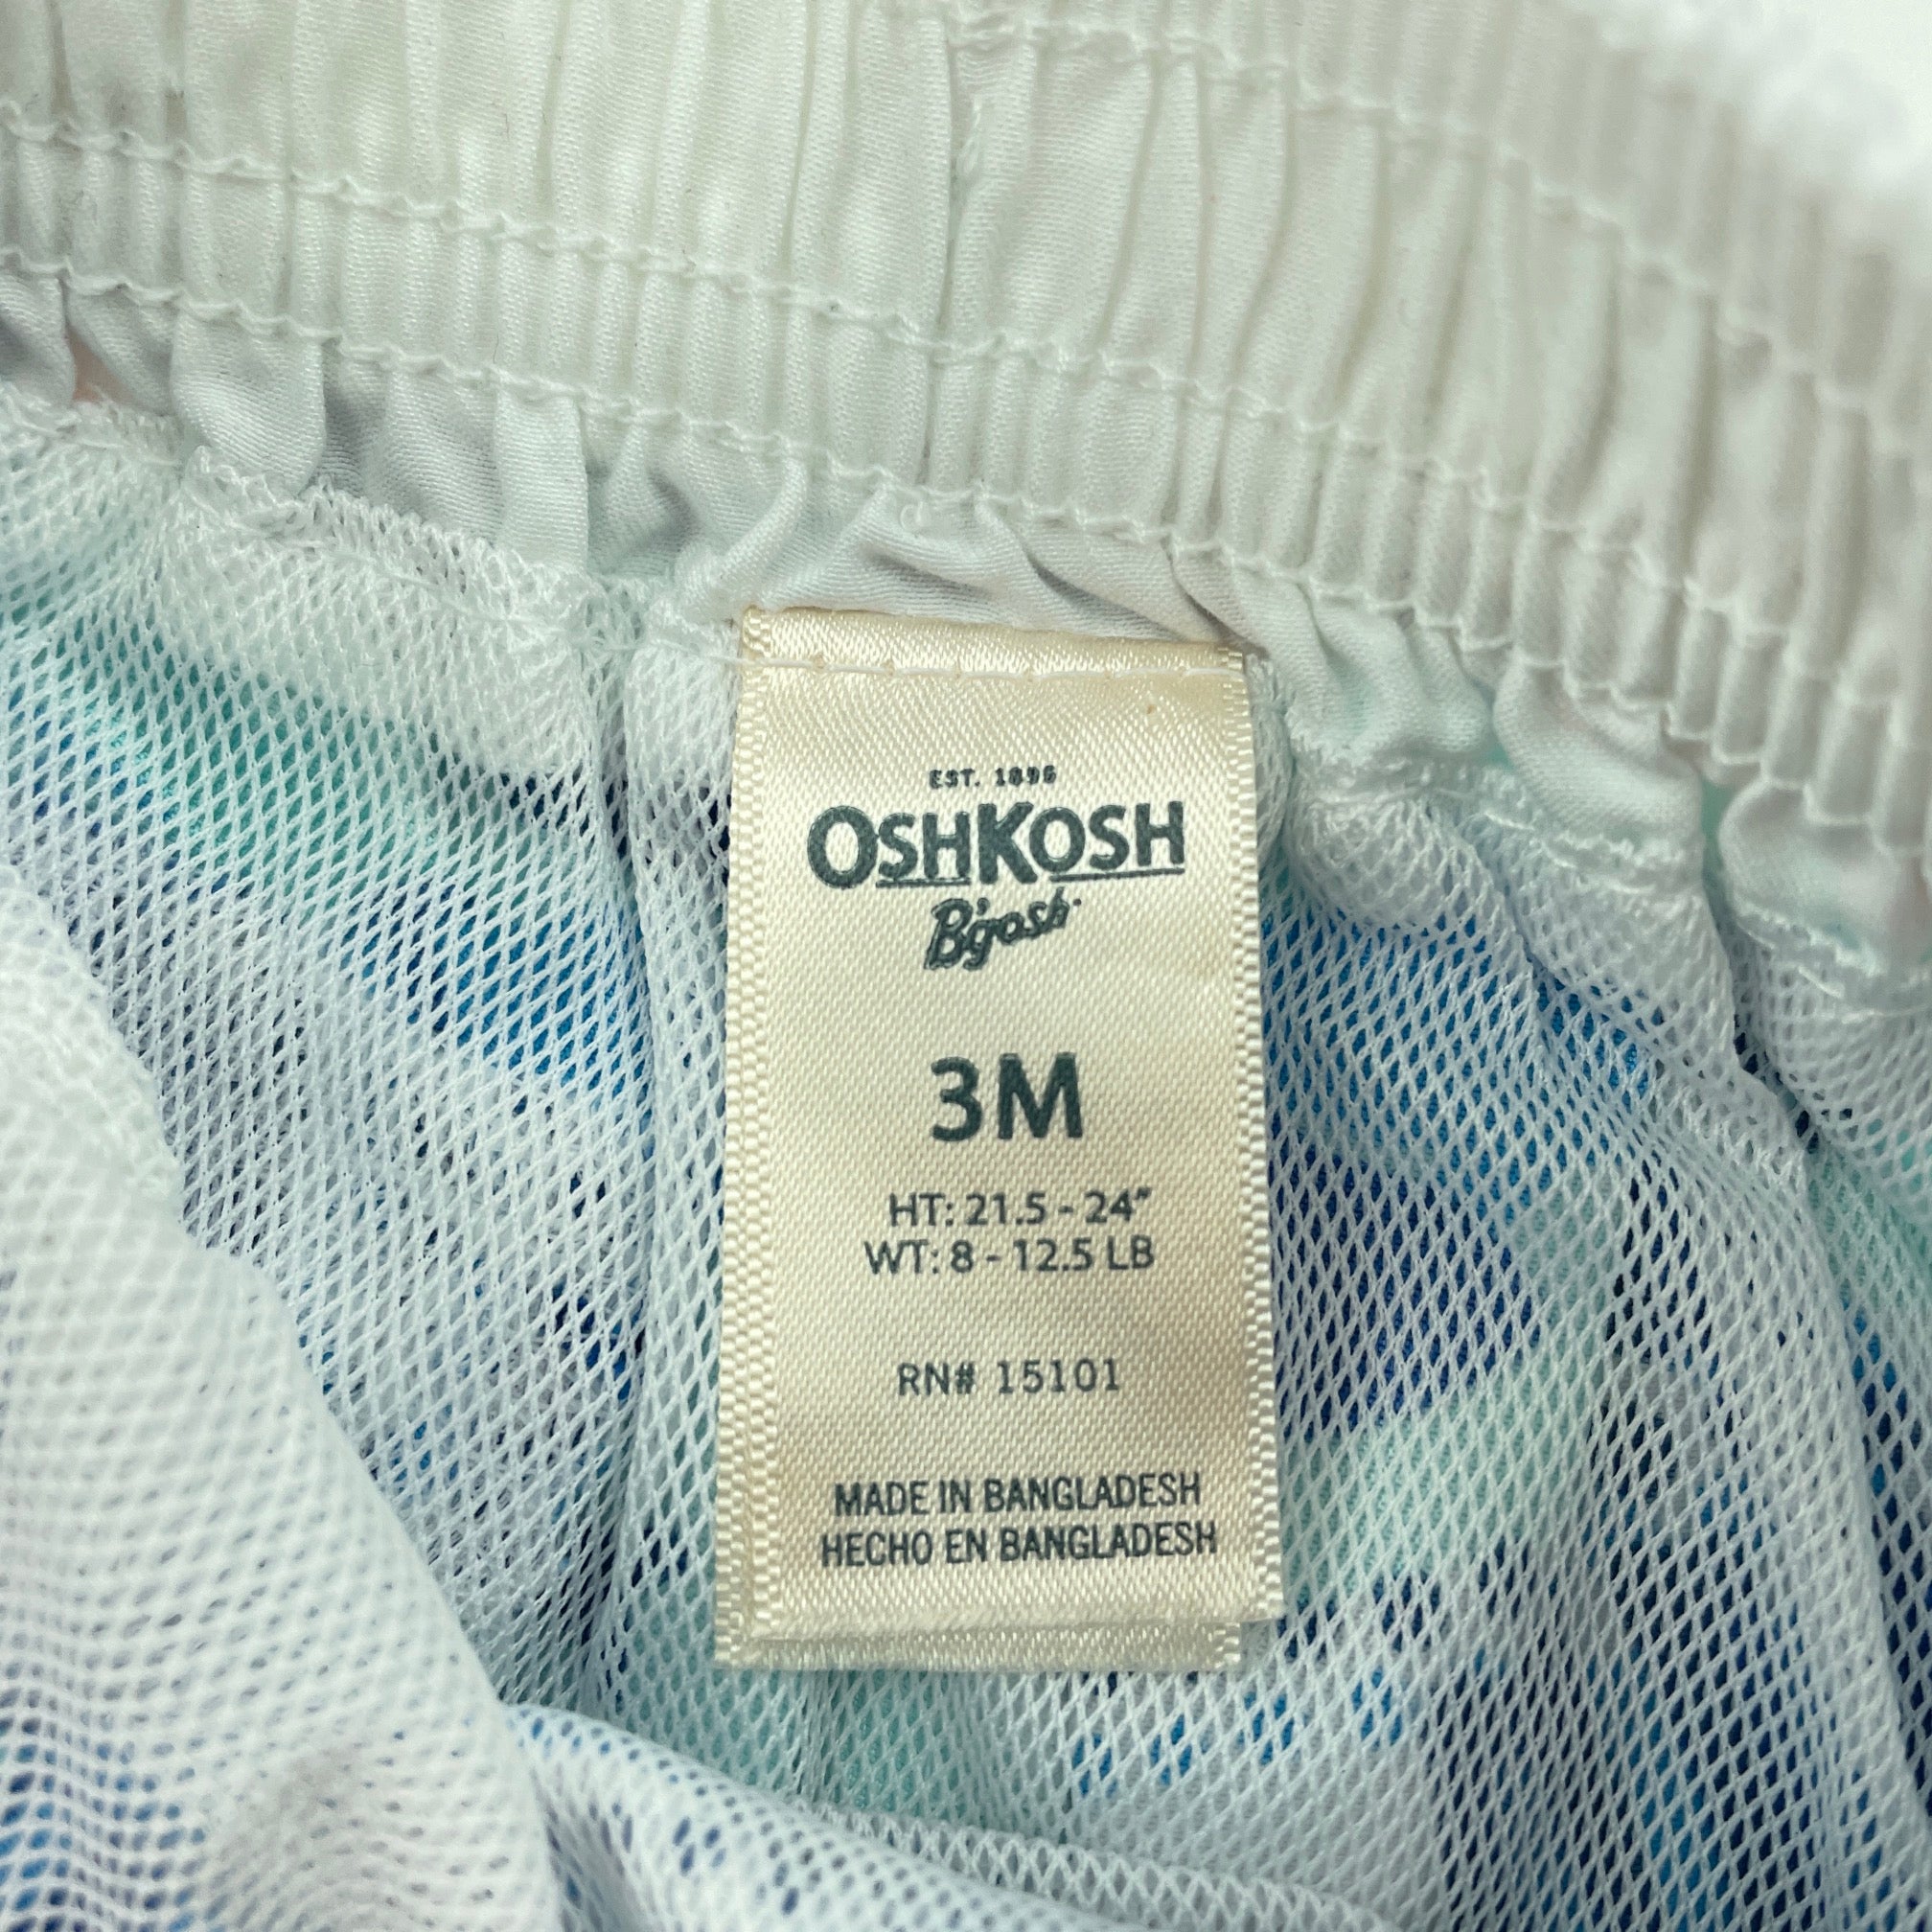 EST. 1896
OSHKOSH
B'gosh
3M
HT: 21.5 - 24"
WT: 8 - 12.5 LB
RN# 15101
MADE IN BANGLADESH
HECHO EN BANGLADESH